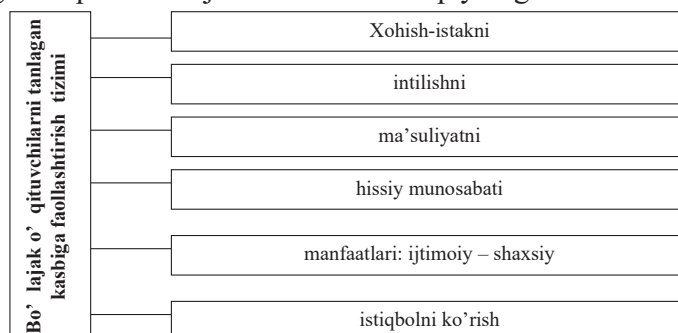 Bo’ lajak o’ qituvchilarni tanlagan
kasbiga faollashtirish tizimi
Xohish-istakni
intilishni
ma’suliyatni
hissiy munosabati
manfaatlari: ijtimoiy – shaxsiy
istiqbolni ko’rish